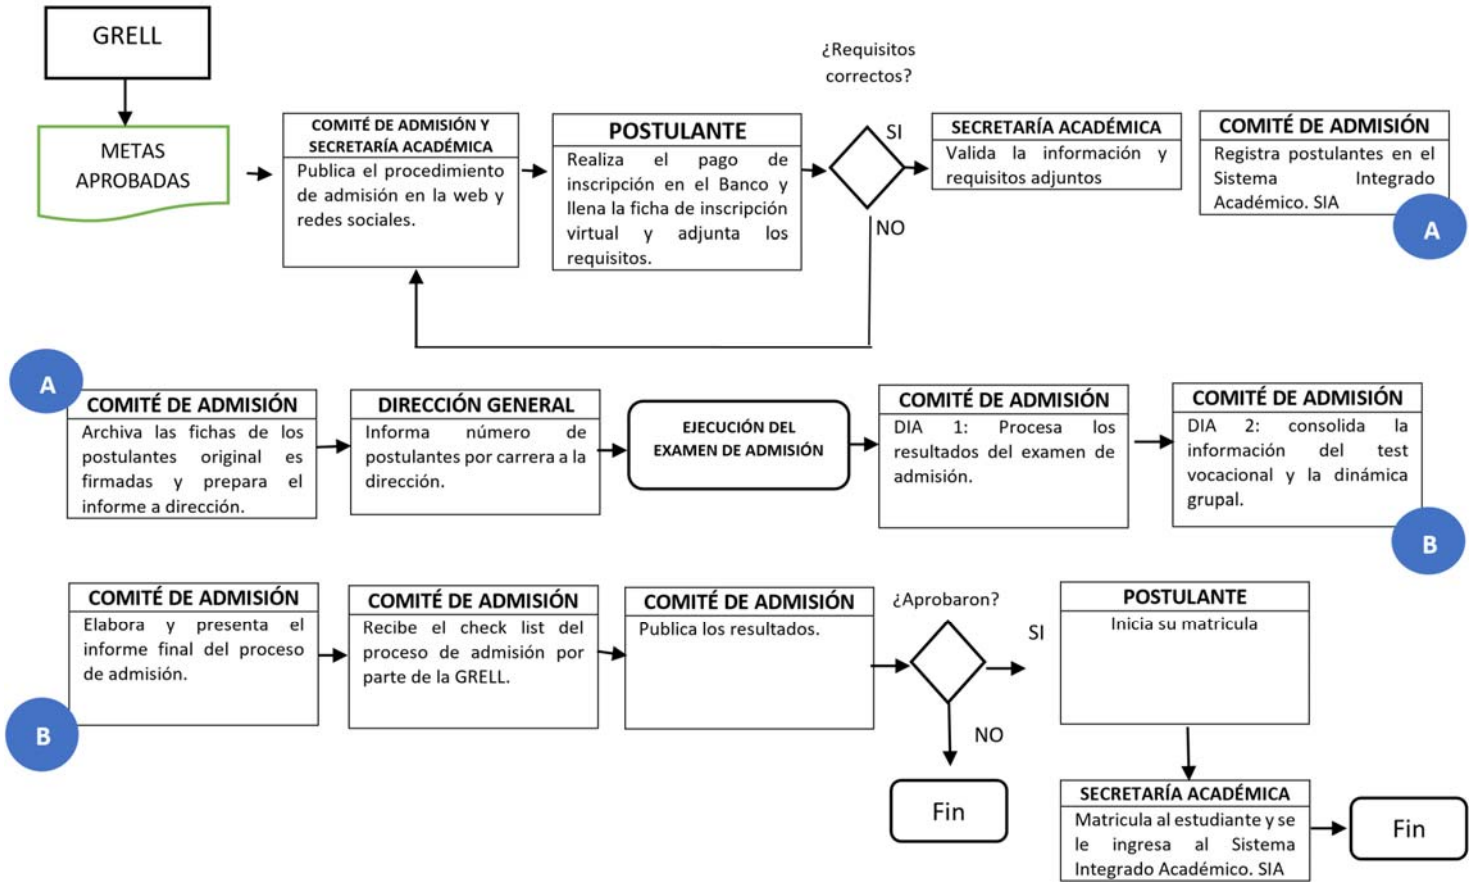 GRELL
METAS
APROBADAS
COMITÉ DE ADMISIÓN Y
SECRETARÍA ACADÉMICA
Publica el procedimiento
de admisión en la web y
redes sociales.
POSTULANTE
Realiza el pago de
inscripción en el Banco y
llena la ficha de inscripción
virtual y adjunta los
requisitos.
¿Requisitos
correctos?
SI
NO
SECRETARÍA ACADÉMICA
Valida la información y
requisitos adjuntos
COMITÉ DE ADMISIÓN
Registra postulantes en el
Sistema Integrado
Académico. SIA
A
A
COMITÉ DE ADMISIÓN
Archiva las fichas de los
postulantes original es
firmadas y prepara el
informe a dirección.
DIRECCIÓN GENERAL
Informa número de
postulantes por carrera a la
dirección.
EJECUCIÓN DEL
EXAMEN DE ADMISIÓN
COMITÉ DE ADMISIÓN
DIA 1: Procesa los
resultados del examen de
admisión.
COMITÉ DE ADMISIÓN
DIA 2: consolida la
información del test
vocacional y la dinámica
grupal.
B
B
COMITÉ DE ADMISIÓN
Elabora y presenta el
informe final del proceso
de admisión.
COMITÉ DE ADMISIÓN
Recibe el check list del
proceso de admisión por
parte de la GRELL.
COMITÉ DE ADMISIÓN
Publica los resultados.
¿Aprobaron?
SI
NO
Fin
POSTULANTE
Inicia su matricula
SECRETARÍA ACADÉMICA
Matricula al estudiante y se
le ingresa al Sistema
Integrado Académico. SIA
Fin